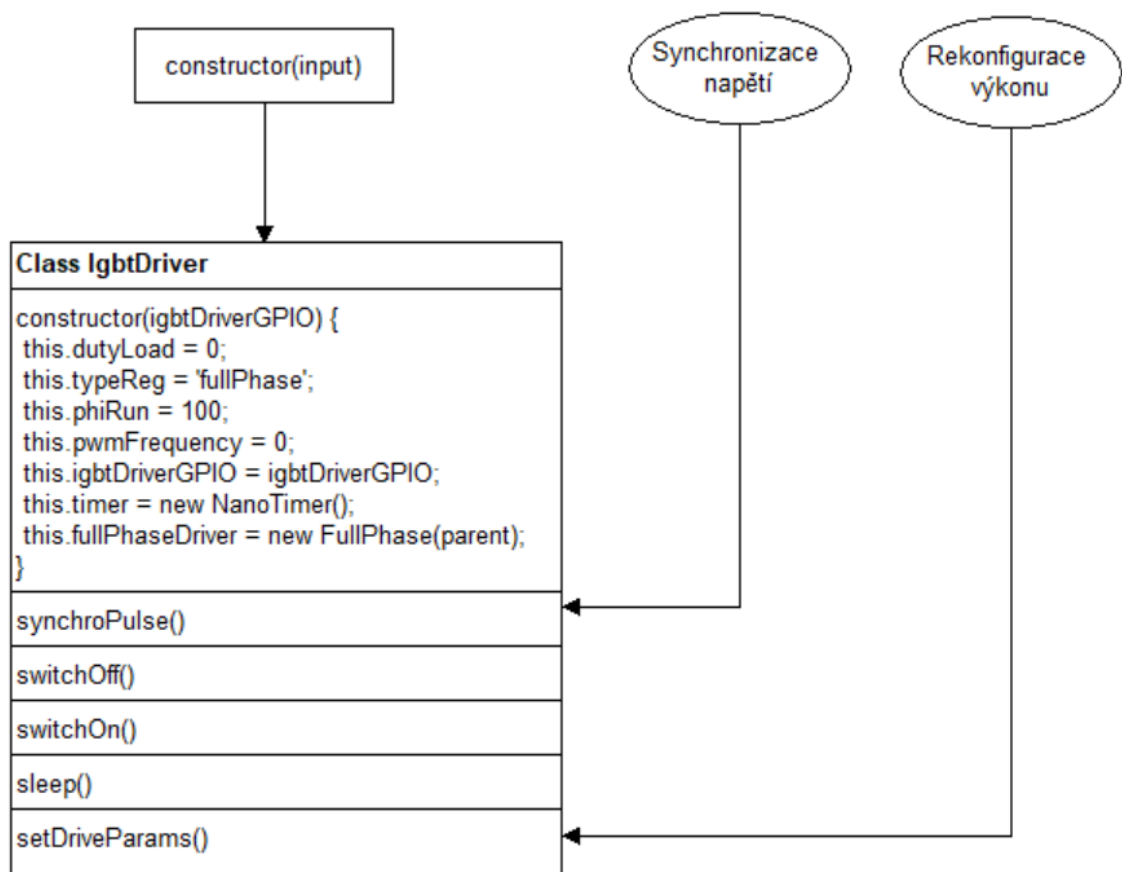 constructor(input)
Synchronizace
napětí
Rekonfigurace
výkonu
Class IgbtDriver
constructor(igbtDriverGPIO) {
this.dutyLoad = 0;
this.typeReg = 'fullPhase';
this.phiRun = 100;
this.pwmFrequency = 0;
this.igbtDriverGPIO = igbtDriverGPIO;
this.timer = new NanoTimer();
this.fullPhaseDriver = new FullPhase(parent);
}
synchroPulse()
switchOff()
switchOn()
sleep()
setDriveParams()